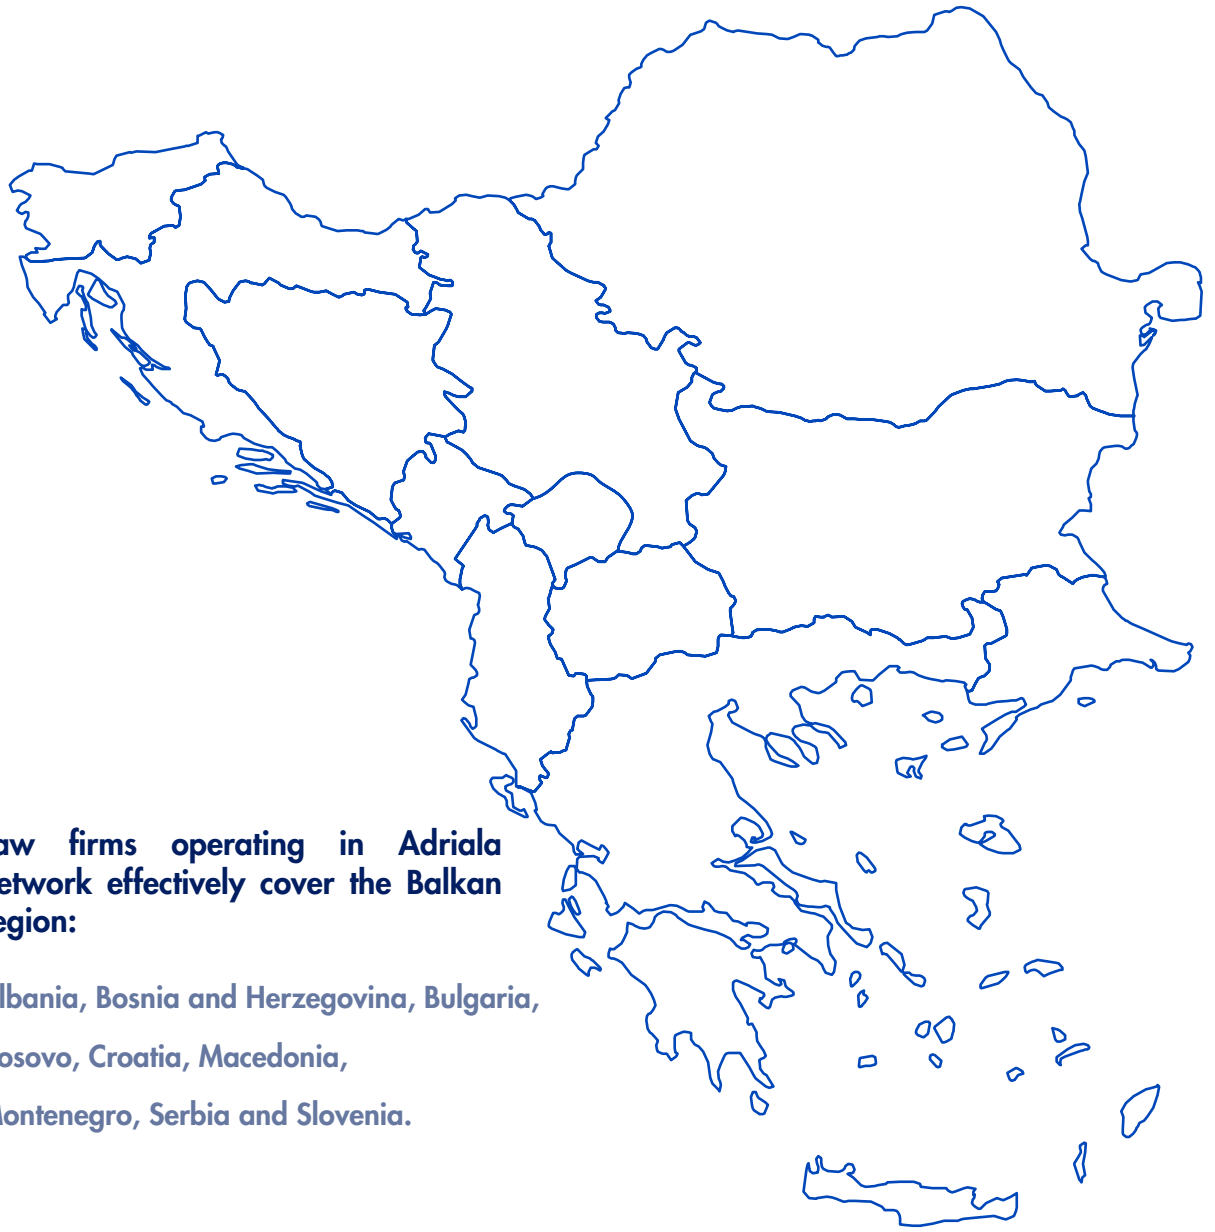 aw firms operating in Adriala
etwork effectively cover the Balkan
egion:
lbania, Bosnia and Herzegovina, Bulgaria,
osovo, Croatia, Macedonia,
ontenegro, Serbia and Slovenia.